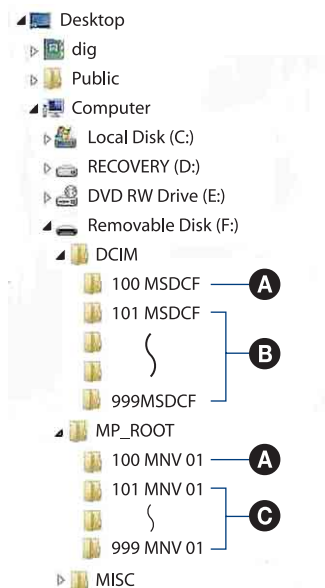 Desktop
dig
Public
Computer
Local Disk (C:)
RECOVERY (D:)
DVD RW Drive (E:)
Removable Disk (F:)
DCIM
100 MSDCF A
101 MSDCF
B
999MSDCF
MP_ROOT
100 MNV 01 A
101 MNV 01
C
999 MNV 01
MISC